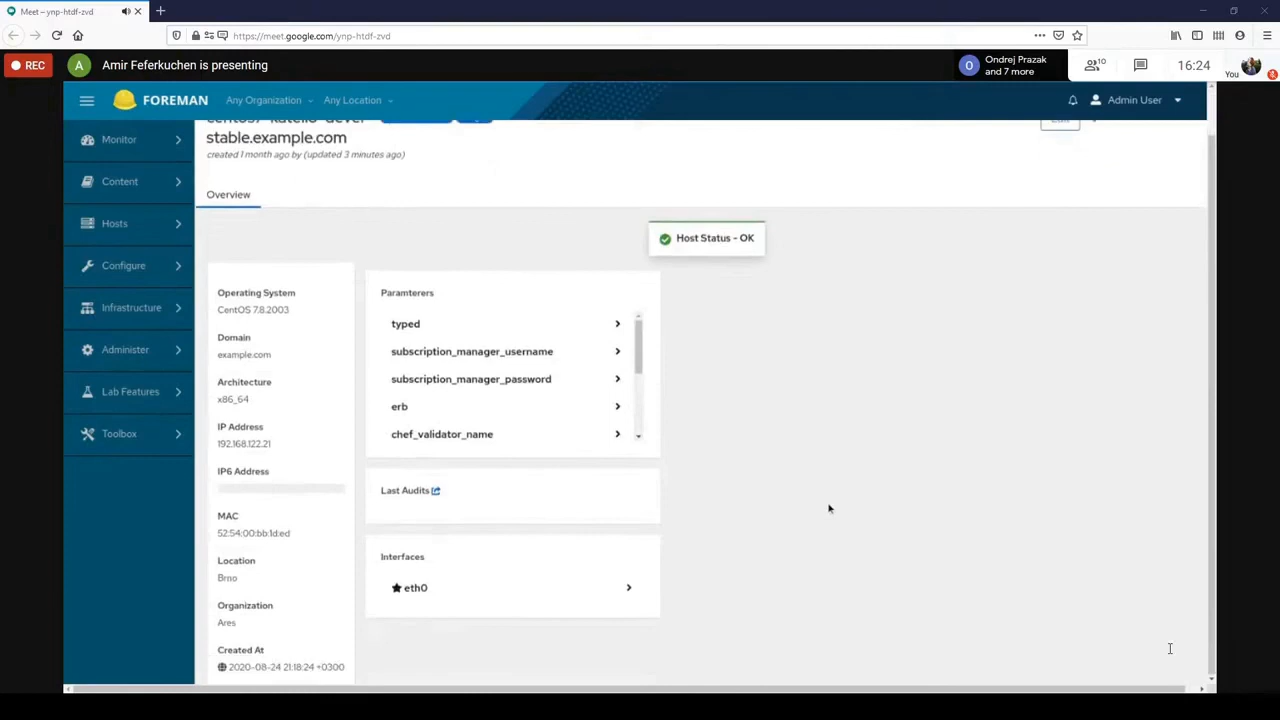 Meet – ynp-htdf-zvd
https://meet.google.com/ynp-htdf-zvd
REC
A
Amir Feferkuchen is presenting
O
Ondrej Prazak
and 7 more
10
16:24
You
FOREMAN
Any Organization
Any Location
Admin User
stable.example.com
created 1 month ago by (updated 3 minutes ago)
Monitor
Content
Hosts
Configure
Infrastructure
Administer
Lab Features
Toolbox
Overview
Host Status - OK
Operating System
CentOS 7.8.2003
Domain
example.com
Architecture
x86_64
IP Address
192.168.122.21
IP6 Address
MAC
52:54:00:bb:1d:ed
Location
Brno
Organization
Ares
Created At
2020-08-24 21:18:24 +0300
Paramterers
typed
subscription_manager_username
subscription_manager_password
erb
chef_validator_name
Last Audits
Interfaces
eth0